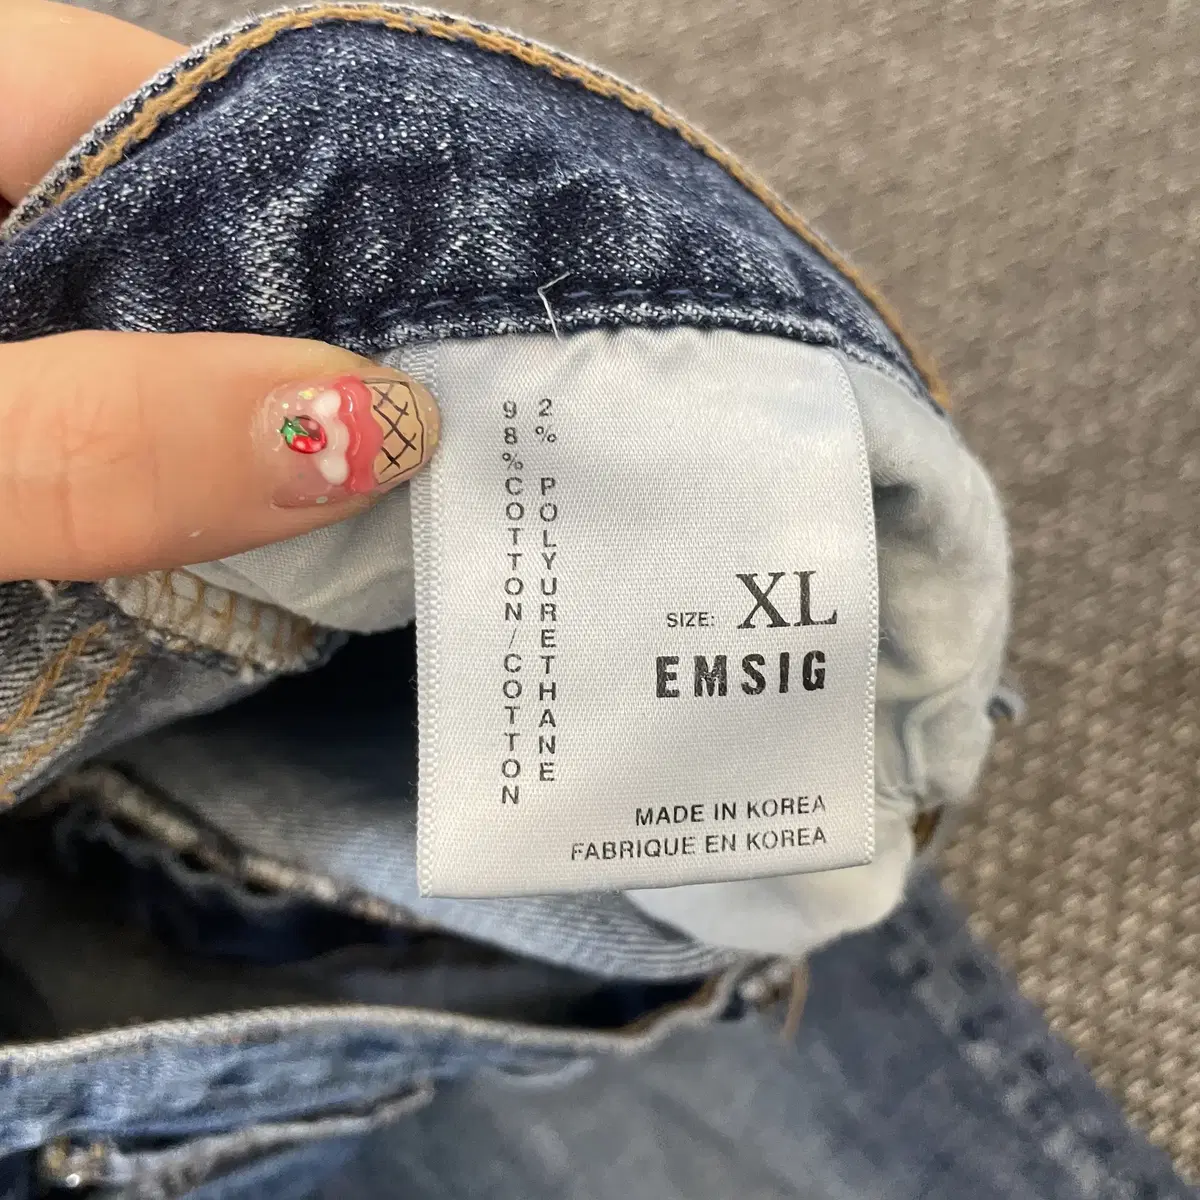 98%COTTON/COTTON
2% POLYURETHANE
SIZE: XL
EMSIG
MADE IN KOREA
FABRIQUE EN KOREA